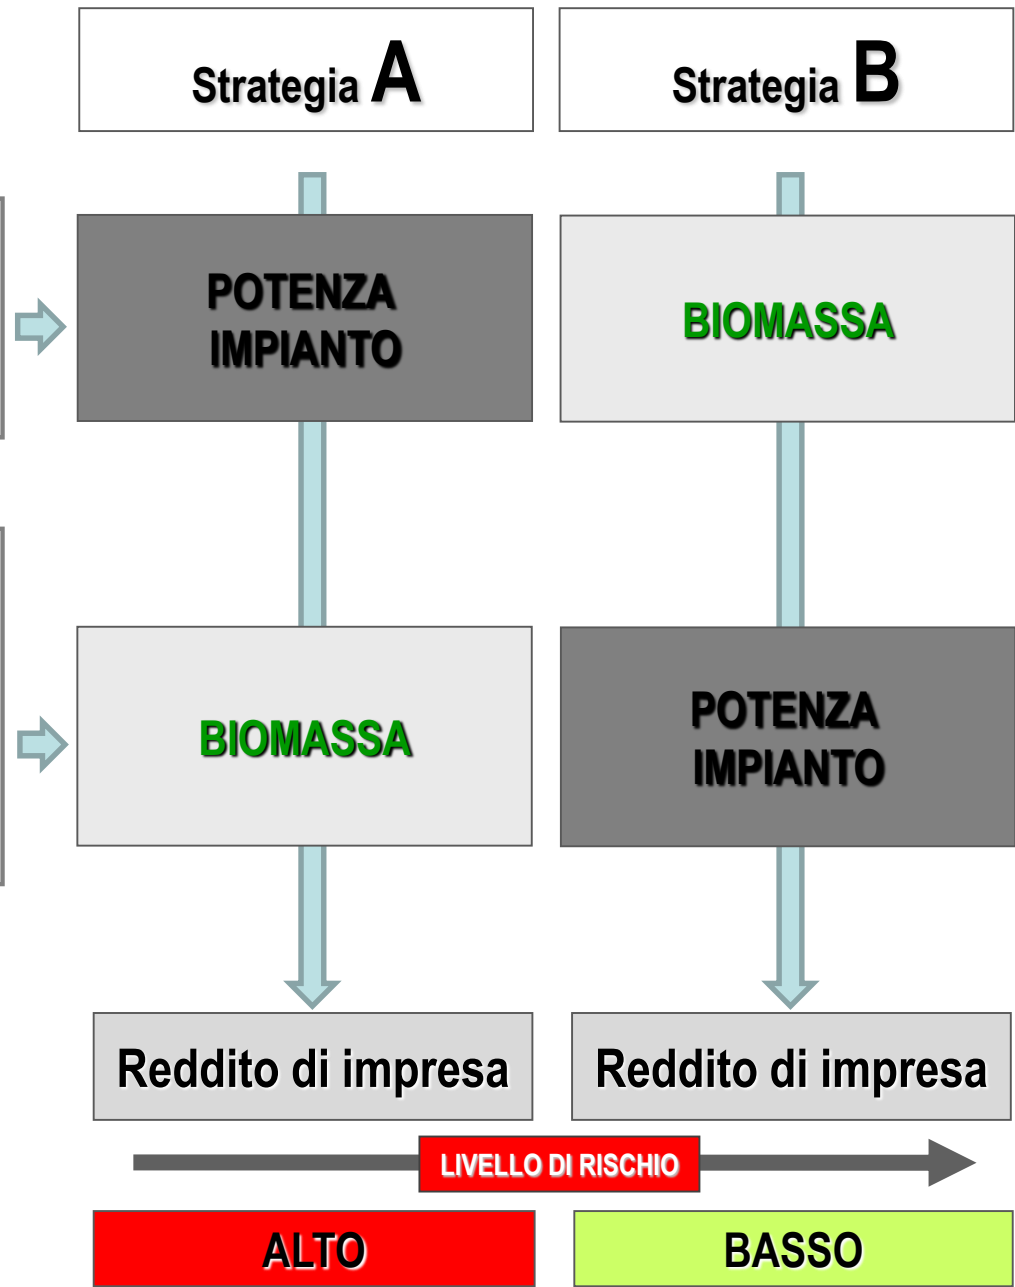 Strategia A
Strategia B
POTENZA
IMPIANTO
BIOMASSA
BIOMASSA
POTENZA
IMPIANTO
Reddito di impresa
Reddito di impresa
LIVELLO DI RISCHIO
ALTO
BASSO